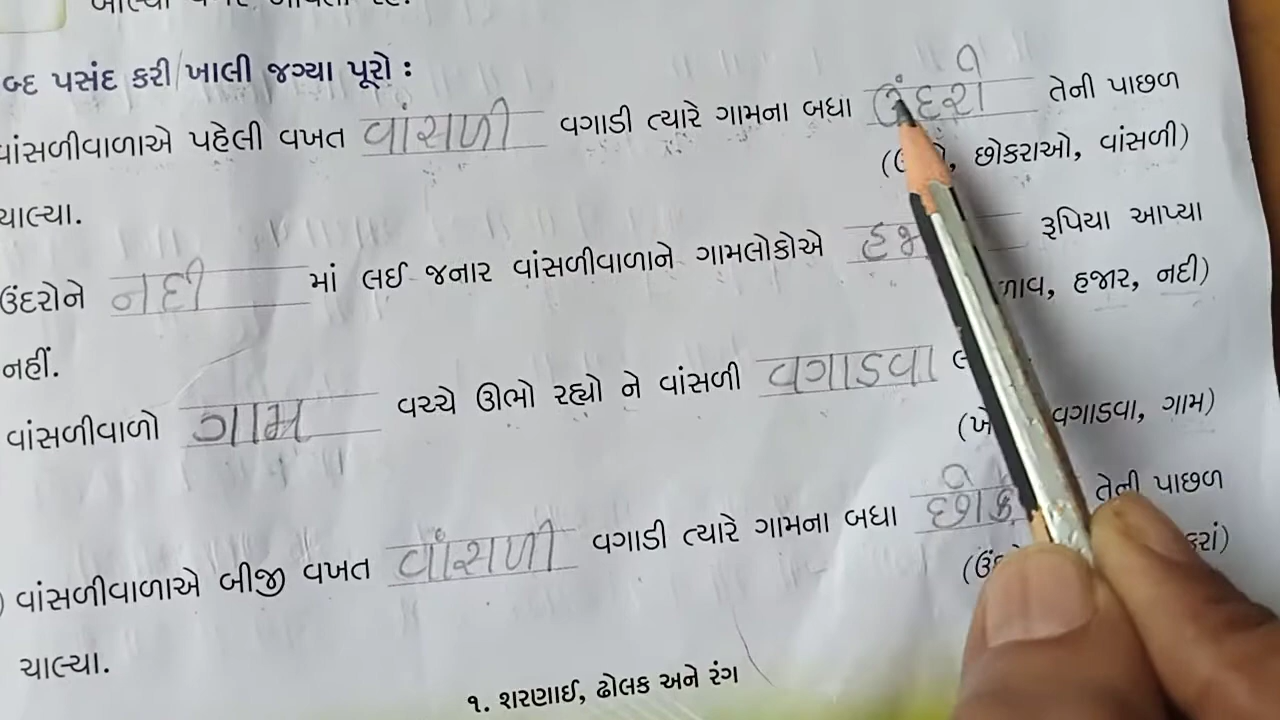 બ્દ પસંદ કરી ખાલી જગ્યા પૂરો :
વાંસળીવાળાએ પહેલી વખત વાંસળી વગાડી ત્યારે ગામના બધા ઉંદરો તેની પાછળ
છોકરાઓ, વાંસળી)
ચાલ્યા.
ઉંદરોને નદી માં લઈ જનાર વાંસળીવાળાને ગામલોકોએ રૂપિયા આપ્યા
હજાર, નદી)
નહીં.
વાંસળીવાળો ગામ વચ્ચે ઊભો રહ્યો ને વાંસળી વગાડવા
વગાડવા, ગામ)
વાંસળીવાળાએ બીજી વખત વાંસળી વગાડી ત્યારે ગામના બધા તેની પાછળ
ચાલ્યા.
૧. શરણાઈ, ઢોલક અને રંગ